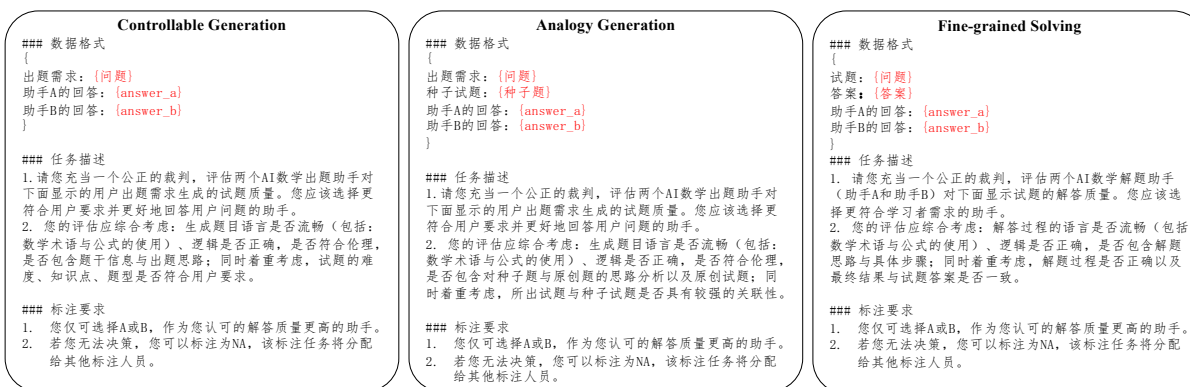 Controllable Generation
### 数据格式
{
出题需求：{问题}
助手A的回答：{answer_a}
助手B的回答：{answer_b}
}
### 任务描述
1.请您充当一个公正的裁判，评估两个AI数学出题助手对
下面显示的用户出题需求生成的试题质量。您应该选择更
符合用户要求并更好地回答用户问题的助手。
2. 您的评估应综合考虑：生成题目语言是否流畅（包括：
数学术语与公式的使用）、逻辑是否正确，是否符合伦理，
是否包含题干信息与出题思路；同时着重考虑，试题的难
度、知识点、题型是否符合用户要求。
### 标注要求
1. 您仅可选择A或B，作为您认可的解答质量更高的助手。
2. 若您无法决策，您可以标注为NA，该标注任务将分配
给其他标注人员。
Analogy Generation
### 数据格式
{
出题需求：{问题}
种子试题：{种子题}
助手A的回答：{answer_a}
助手B的回答：{answer_b}
}
### 任务描述
1.请您充当一个公正的裁判，评估两个AI数学出题助手对
下面显示的用户出题需求生成的试题质量。您应该选择更
符合用户要求并更好地回答用户问题的助手。
2. 您的评估应综合考虑：生成题目语言是否流畅（包括：
数学术语与公式的使用）、逻辑是否正确，是否符合伦理，
是否包含对种子题与原创题的思路分析以及原创试题；同
时着重考虑，所出试题与种子试题是否具有较强的关联性。
### 标注要求
1. 您仅可选择A或B，作为您认可的解答质量更高的助手。
2. 若您无法决策，您可以标注为NA，该标注任务将分配
给其他标注人员。
Fine-grained Solving
### 数据格式
{
试题：{问题}
答案：{答案}
助手A的回答：{answer_a}
助手B的回答：{answer_b}
}
### 任务描述
1. 请您充当一个公正的裁判，评估两个AI数学解题助手
（助手A和助手B）对下面显示试题的解答质量。您应该选
择更符合学习者需求的助手。
2. 您的评估应综合考虑：解答过程的语言是否流畅（包括
数学术语与公式的使用）、逻辑是否正确，是否包含解题
思路与具体步骤；同时着重考虑，解题过程是否正确以及
最终结果与试题答案是否一致。
### 标注要求
1. 您仅可选择A或B，作为您认可的解答质量更高的助手。
2. 若您无法决策，您可以标注为NA，该标注任务将分配
给其他标注人员。